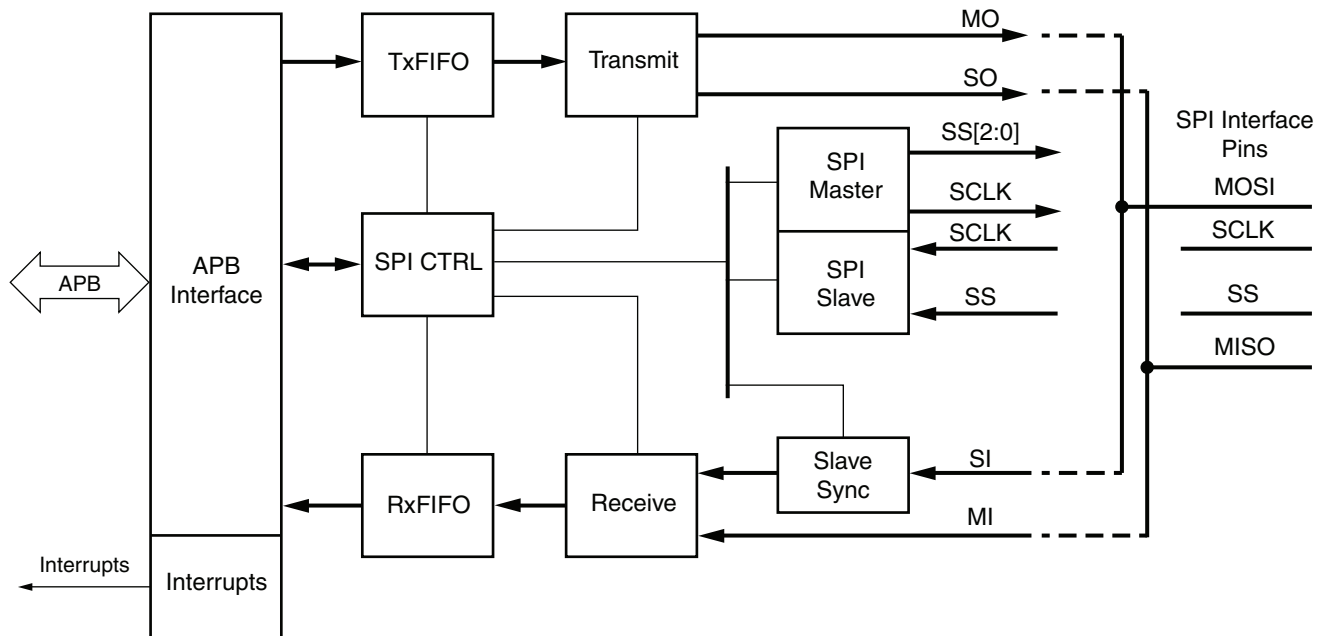 MO
TxFIFO
Transmit
SO
SPI Interface
Pins
SS[2:0]
SPI
Master
MOSI
SCLK
SCLK
SCLK
APB
APB
Interface
SPI CTRL
SPI
Slave
SS
SS
MISO
Slave
Sync
SI
RxFIFO
Receive
MI
Interrupts
Interrupts